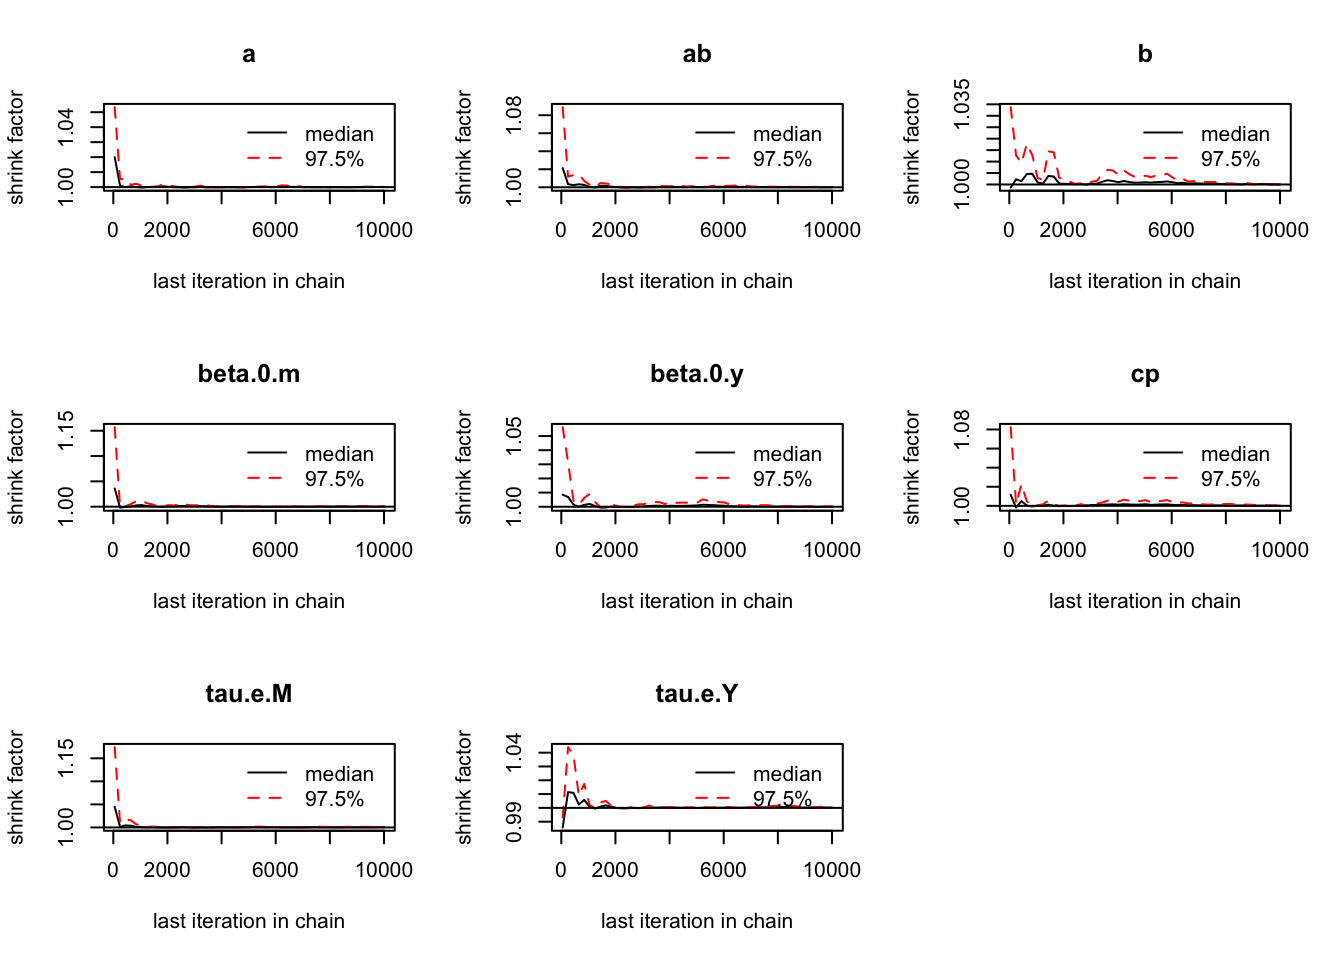 a
shrink factor
1.04
1.00
median
97.5%
0 2000 6000 10000
last iteration in chain
ab
shrink factor
1.08
1.00
median
97.5%
0 2000 6000 10000
last iteration in chain
b
shrink factor
1.035
1.000
median
97.5%
0 2000 6000 10000
last iteration in chain
beta.0.m
shrink factor
1.15
1.00
median
97.5%
0 2000 6000 10000
last iteration in chain
beta.0.y
shrink factor
1.05
1.00
median
97.5%
0 2000 6000 10000
last iteration in chain
cp
shrink factor
1.08
1.00
median
97.5%
0 2000 6000 10000
last iteration in chain
tau.e.M
shrink factor
1.15
1.00
median
97.5%
0 2000 6000 10000
last iteration in chain
tau.e.Y
shrink factor
1.04
0.99
median
97.5%
0 2000 6000 10000
last iteration in chain